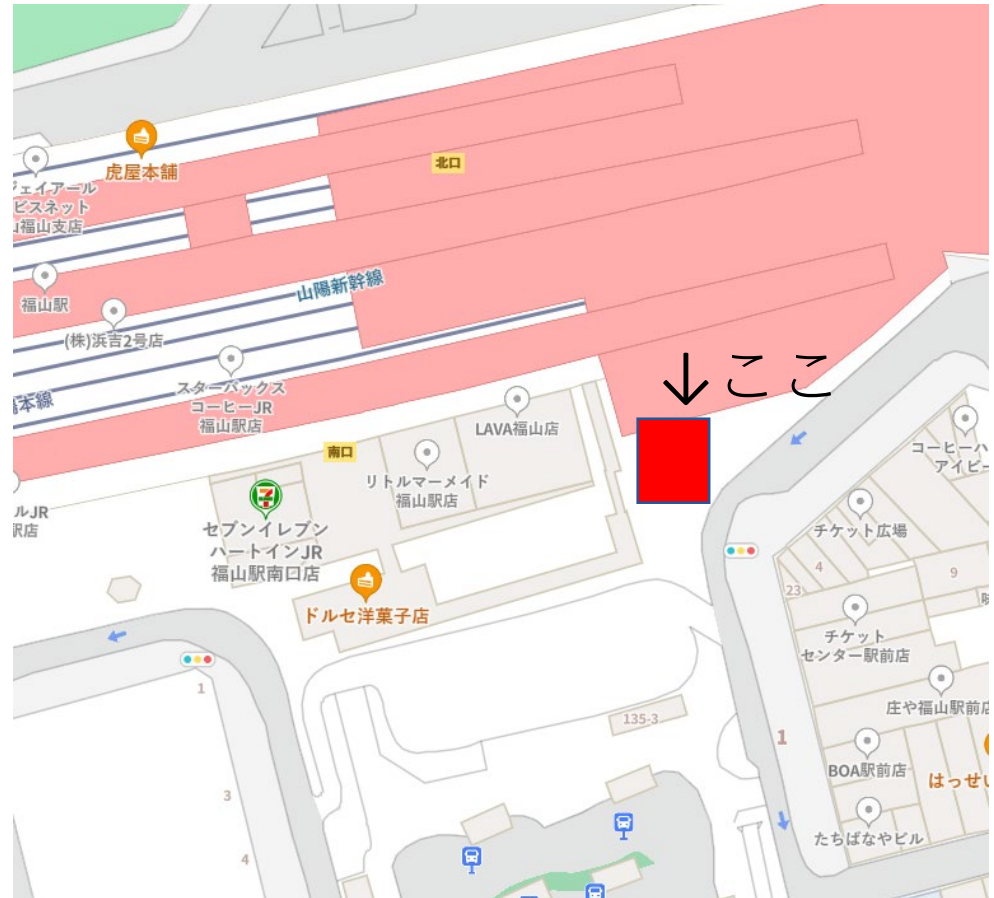 虎屋本舗
北口
ジェイアール
ビスネット
福山支店
福山駅
山陽新幹線
(株)浜吉2号店
スターバックス
コーヒーJR
福山駅店
本線
↓ここ
LAVA福山店
南口
リトルマーメイド
福山駅店
コーヒーハ
アイビー
ルJR
駅店
セブンイレブン
ハートインJR
福山駅南口店
チケット広場
4
9
23
ドルセ洋菓子店
チケット
センター駅前店
1
庄や福山駅前店
135-3
1
BOA駅前店
はっせい
3
たちばなやビル
4